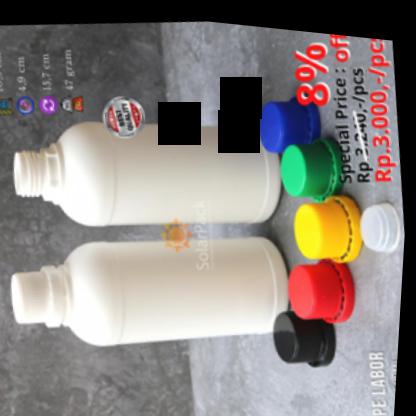 4,9 cm
15,7 cm
47 gram
QUALITY
SolarPack
8% off
Special Price :
Rp 3.240,-/pcs
Rp.3.000,-/pcs
PE LABOR